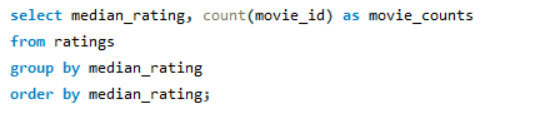 select median_rating, count(movie_id) as movie_counts
from ratings
group by median_rating
order by median_rating;